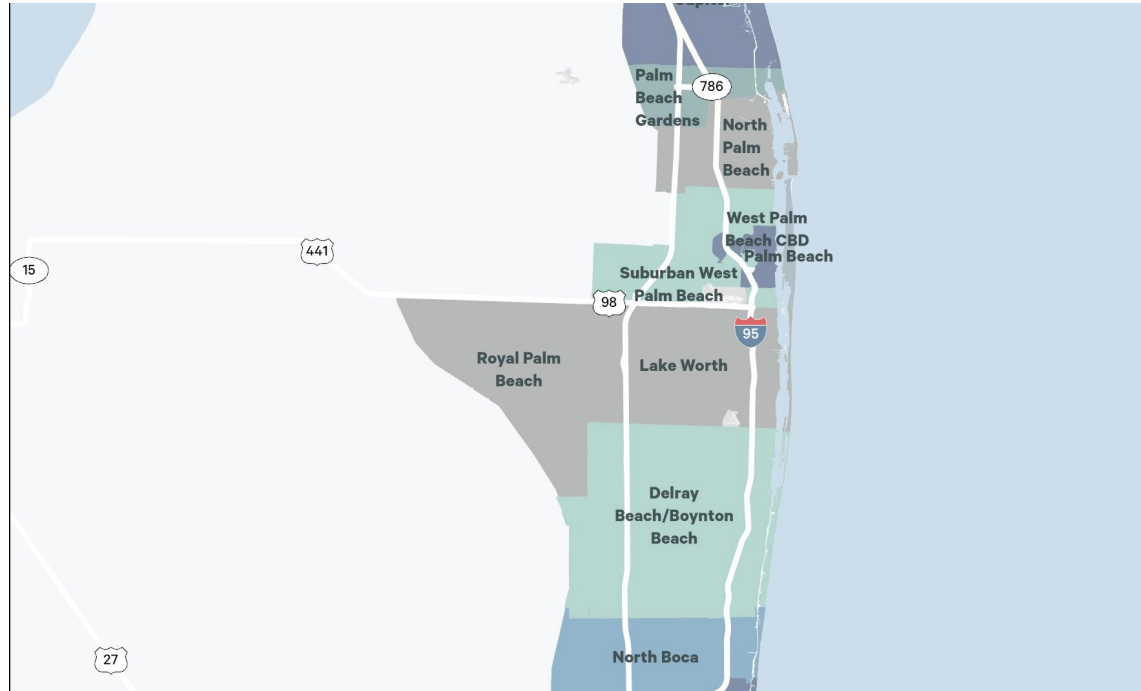 Palm
Beach
Gardens
786
North
Palm
Beach
West Palm
Beach CBD
Palm Beach
441
15
Suburban West
Palm Beach
98
95
Royal Palm
Beach
Lake Worth
Delray
Beach/Boynton
Beach
North Boca
27